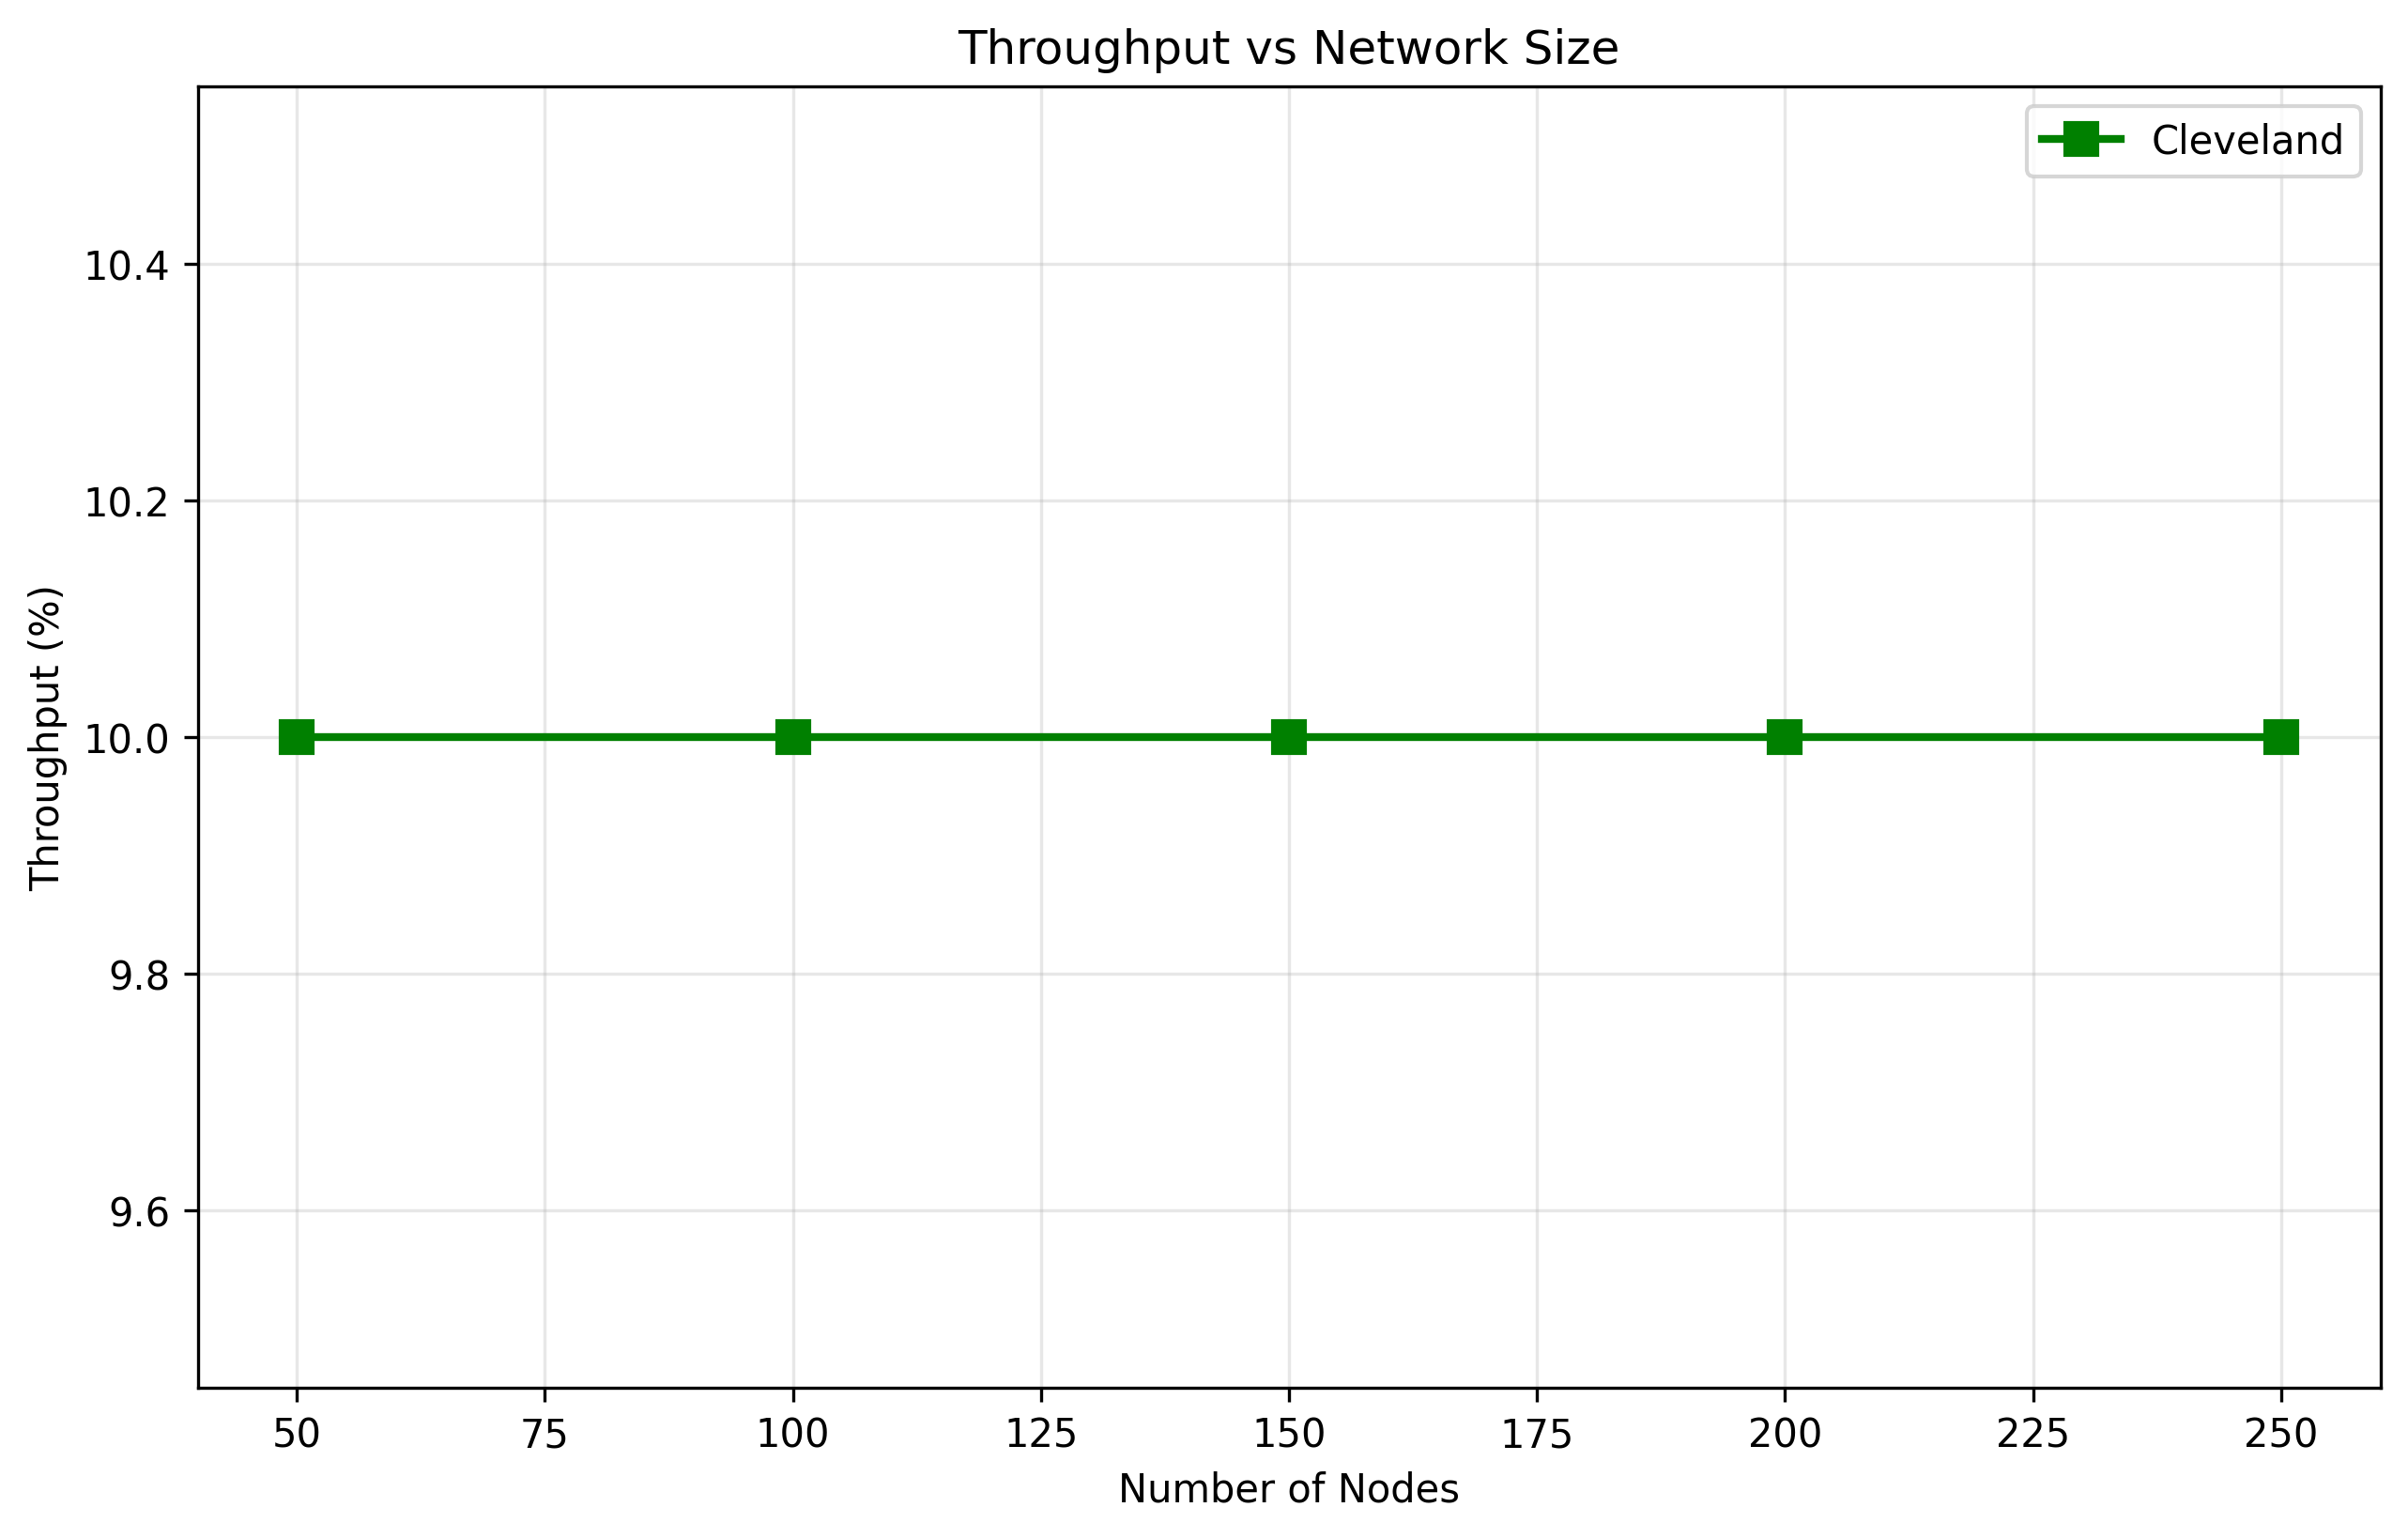 Throughput vs Network Size
Cleveland
Throughput (%)
10.4
10.2
10.0
9.8
9.6
50 75 100 125 150 175 200 225 250
Number of Nodes